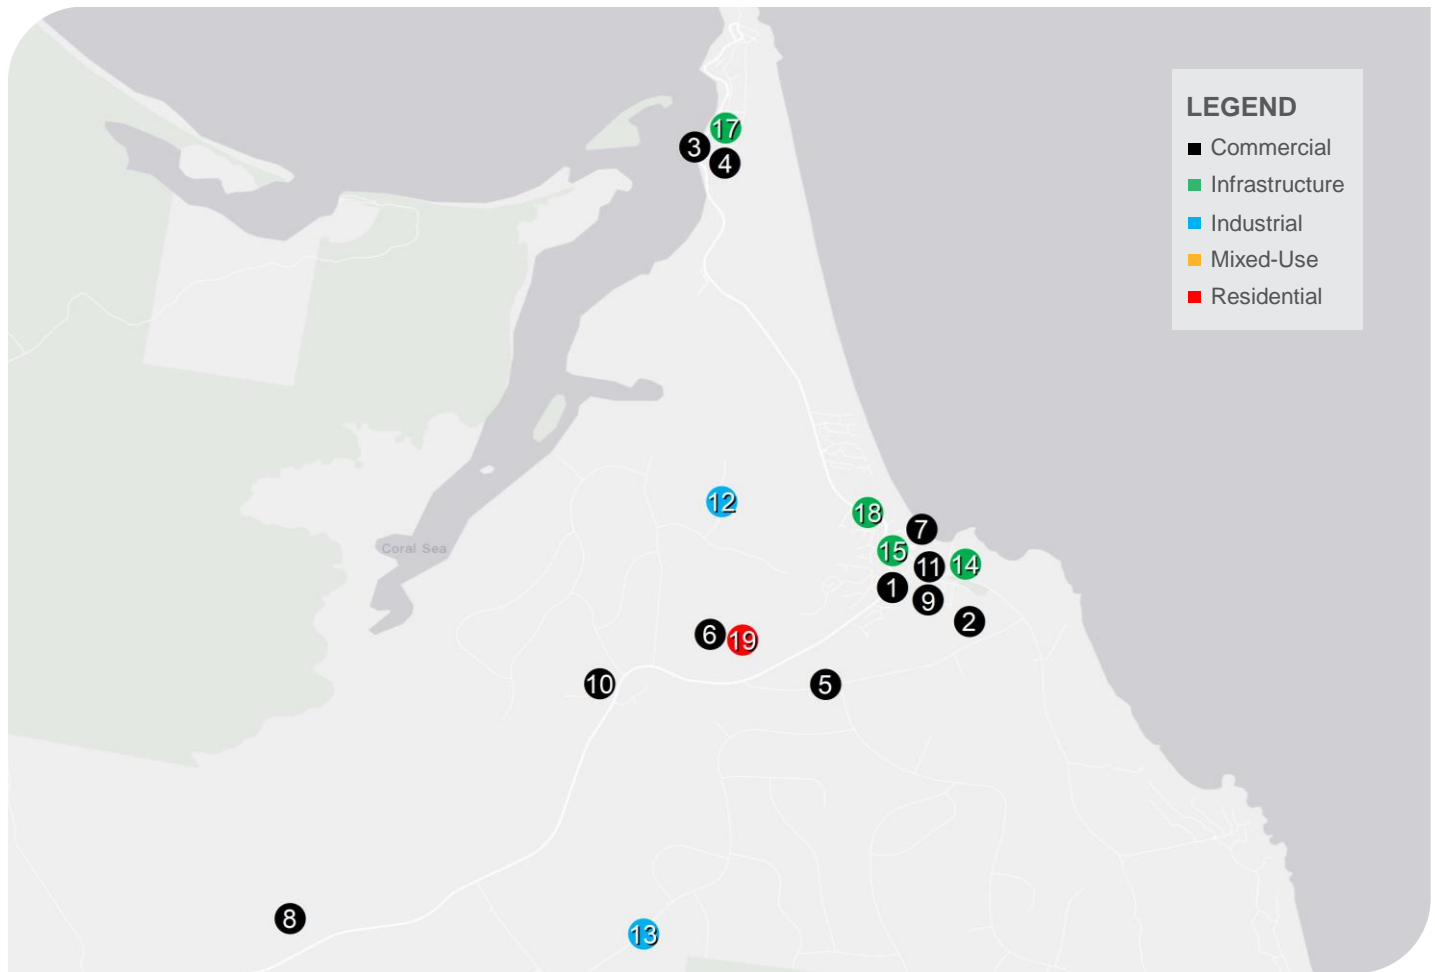 LEGEND
Commercial
Infrastructure
Industrial
Mixed-Use
Residential
17
3
4
12
18
7
15
11
14
1
9
2
Coral Sea
6
19
10
5
8
13